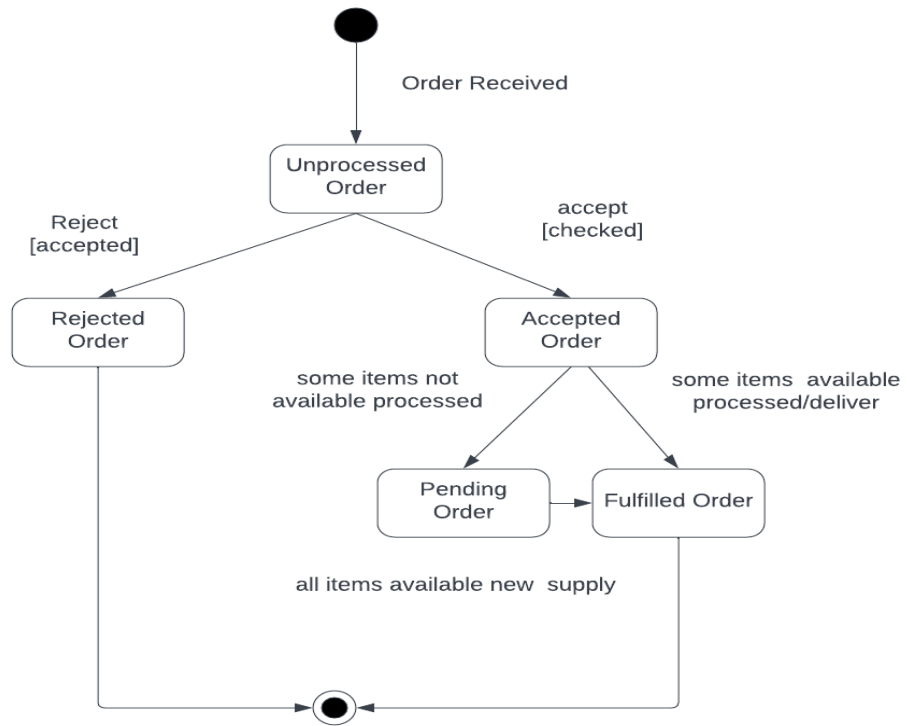 Order Received
Unprocessed
Order
Reject
[accepted]
accept
[checked]
Rejected
Order
Accepted
Order
some items not
available processed
some items  available
processed/deliver
Pending
Order
Fulfilled Order
all items available new  supply